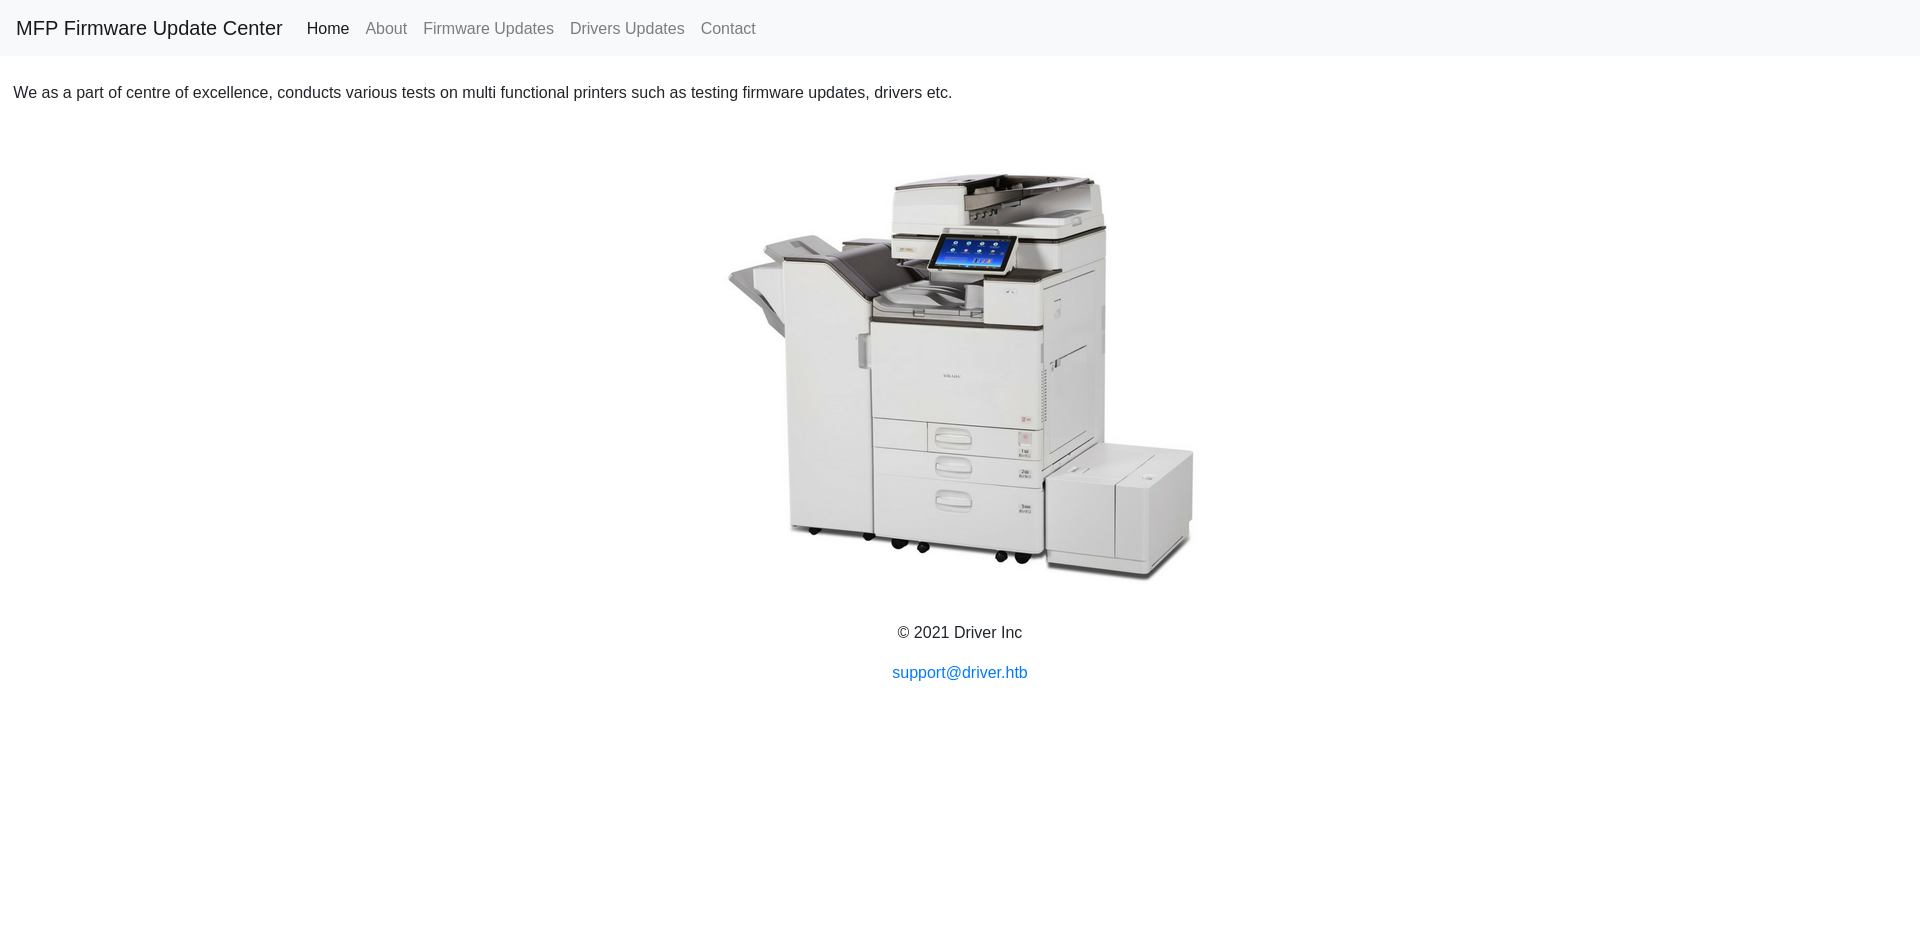 MFP Firmware Update Center Home About Firmware Updates Drivers Updates Contact
We as a part of centre of excellence, conducts various tests on multi functional printers such as testing firmware updates, drivers etc.
© 2021 Driver Inc
support@driver.htb